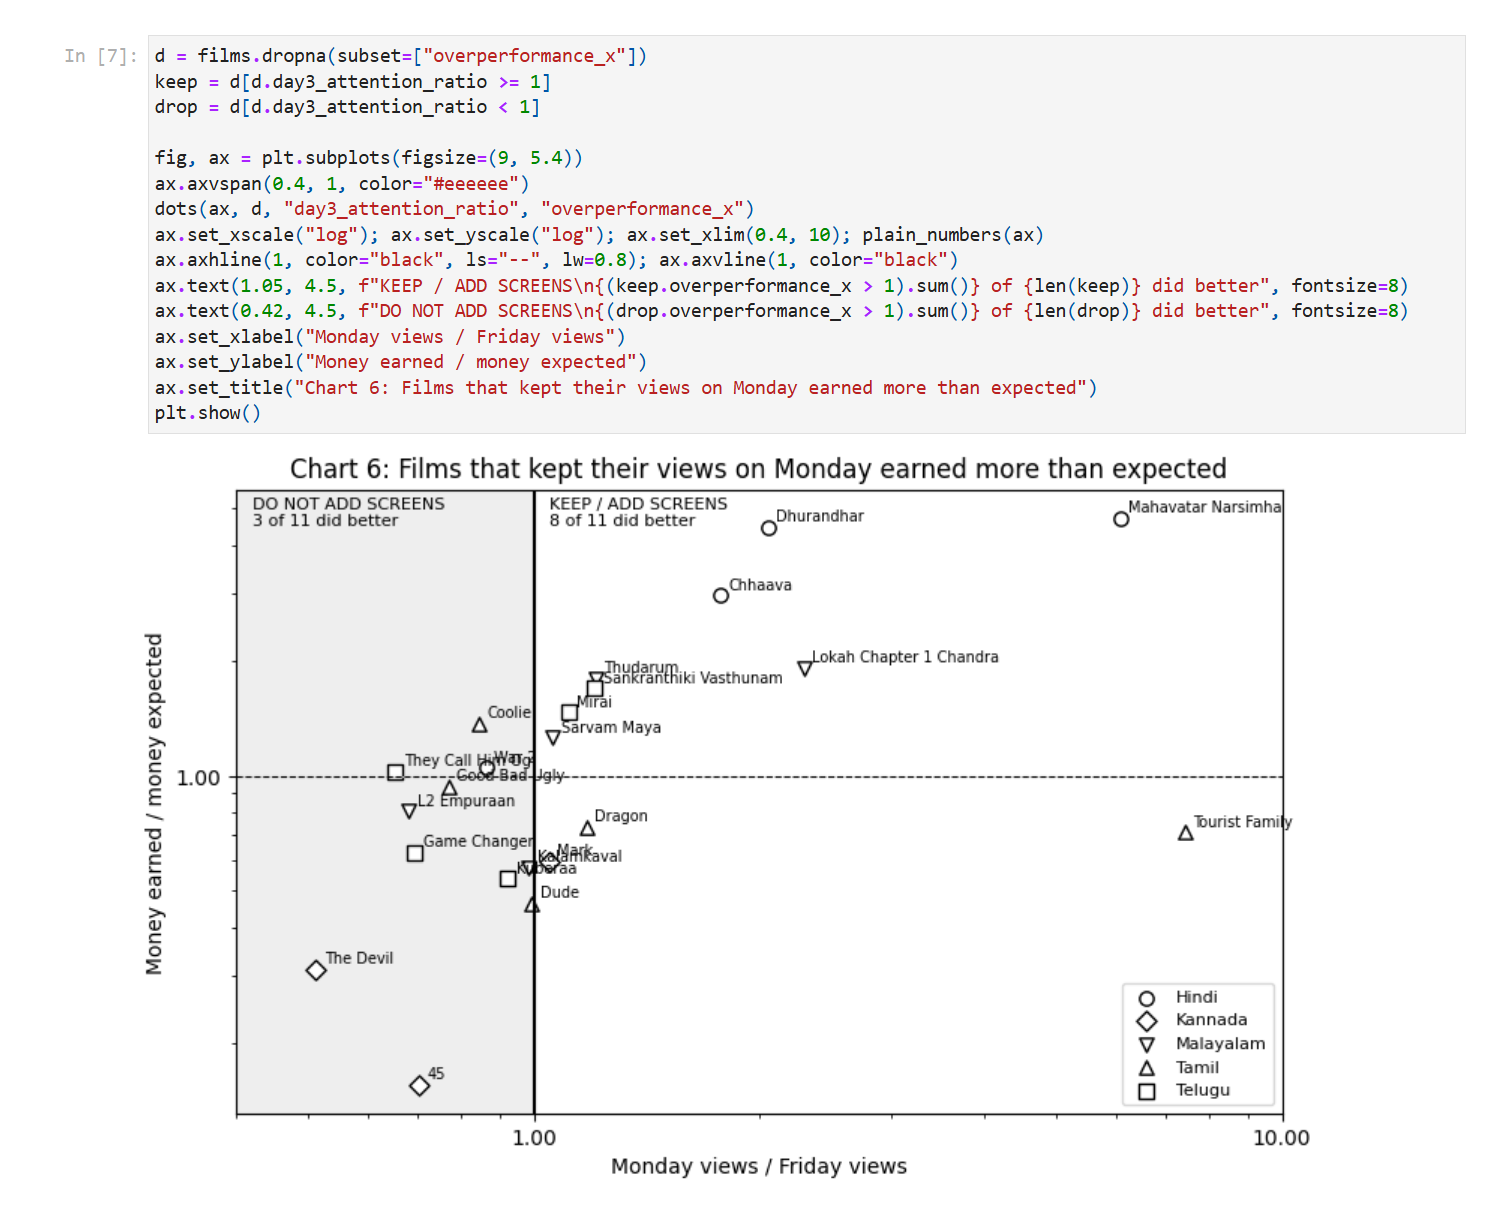 In [7]:
d = films.dropna(subset=["overperformance_x"])
keep = d[d.day3_attention_ratio >= 1]
drop = d[d.day3_attention_ratio < 1]
fig, ax = plt.subplots(figsize=(9, 5.4))
ax.axvspan(0.4, 1, color="#eeeeee")
dots(ax, d, "day3_attention_ratio", "overperformance_x")
ax.set_xscale("log"); ax.set_yscale("log"); ax.set_xlim(0.4, 10); plain_numbers(ax)
ax.axhline(1, color="black", ls="--", lw=0.8); ax.axvline(1, color="black")
ax.text(1.05, 4.5, f"KEEP / ADD SCREENS\n{(keep.overperformance_x > 1).sum()} of {len(keep)} did better", fontsize=8)
ax.text(0.42, 4.5, f"DO NOT ADD SCREENS\n{(drop.overperformance_x > 1).sum()} of {len(drop)} did better", fontsize=8)
ax.set_xlabel("Monday views / Friday views")
ax.set_ylabel("Money earned / money expected")
ax.set_title("Chart 6: Films that kept their views on Monday earned more than expected")
plt.show()
Chart 6: Films that kept their views on Monday earned more than expected
DO NOT ADD SCREENS
3 of 11 did better
KEEP / ADD SCREENS
8 of 11 did better
Dhurandhar
Mahavatar Narsimha
Chhaava
Lokah Chapter 1 Chandra
Thudarum
Sankranthiki Vasthunam
Mirai
Coolie
Sarvam Maya
They Call Him
War 2
Good Bad Ugly
L2 Empuraan
Dragon
Tourist Family
Game Changer
Mark
Kalamkaval
Kuberaa
Dude
The Devil
45
Money earned / money expected
1.00
1.00
10.00
Monday views / Friday views
Hindi
Kannada
Malayalam
Tamil
Telugu